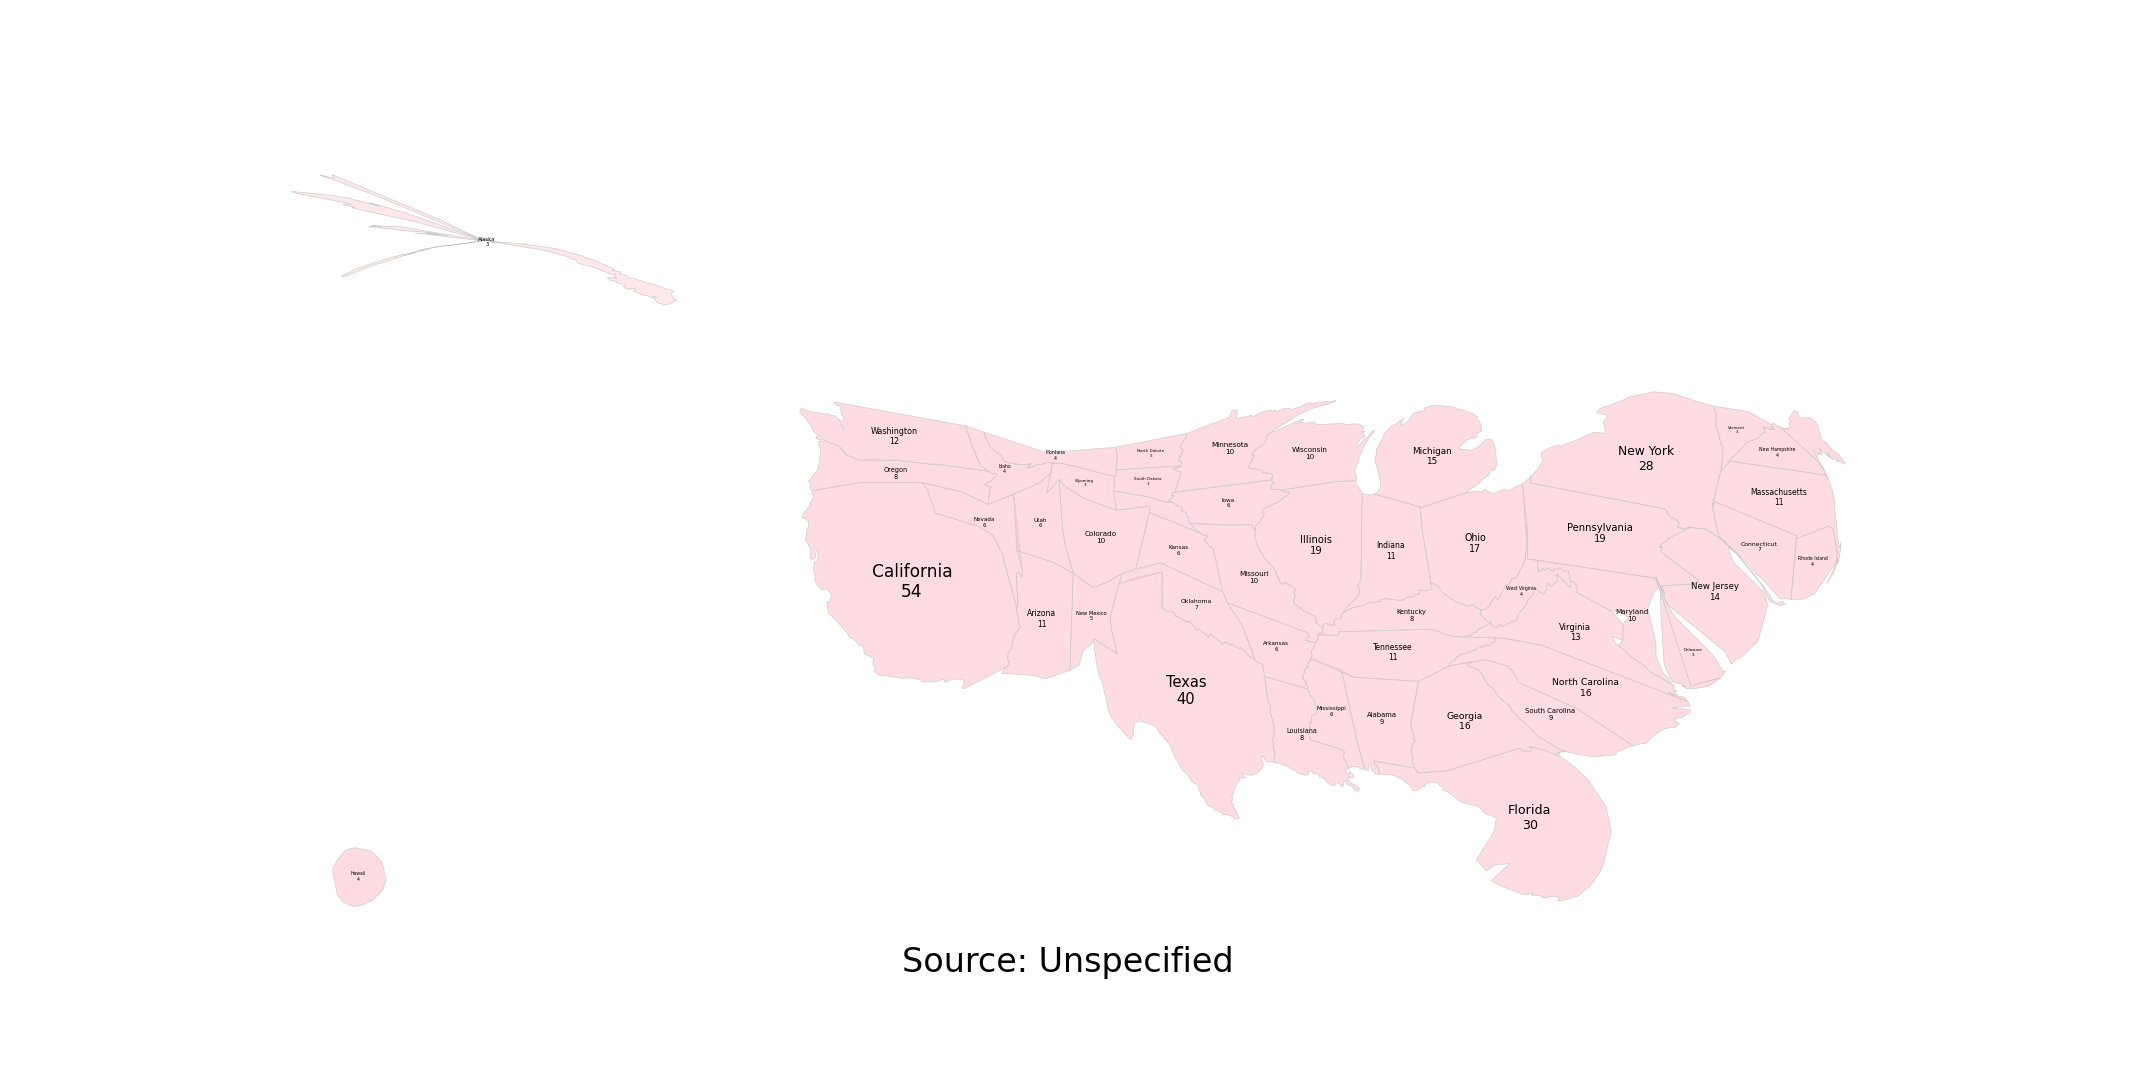 Alaska
3
Washington
12
Oregon
8
Idaho
4
Montana
4
Wyoming
3
North Dakota
3
South Dakota
3
Minnesota
10
Wisconsin
10
Michigan
15
New York
28
Vermont
3
New Hampshire
4
Massachusetts
11
Connecticut
7
Rhode Island
4
Nevada
6
Utah
6
Colorado
10
Iowa
6
Kansas
6
Missouri
10
Illinois
19
Indiana
11
Ohio
17
Pennsylvania
19
New Jersey
14
California
54
Arizona
11
New Mexico
5
Oklahoma
7
Arkansas
6
Kentucky
8
West Virginia
4
Virginia
13
Maryland
10
Delaware
3
Tennessee
11
Texas
40
Louisiana
8
Mississippi
6
Alabama
9
Georgia
16
South Carolina
9
North Carolina
16
Florida
30
Hawaii
4
Source: Unspecified